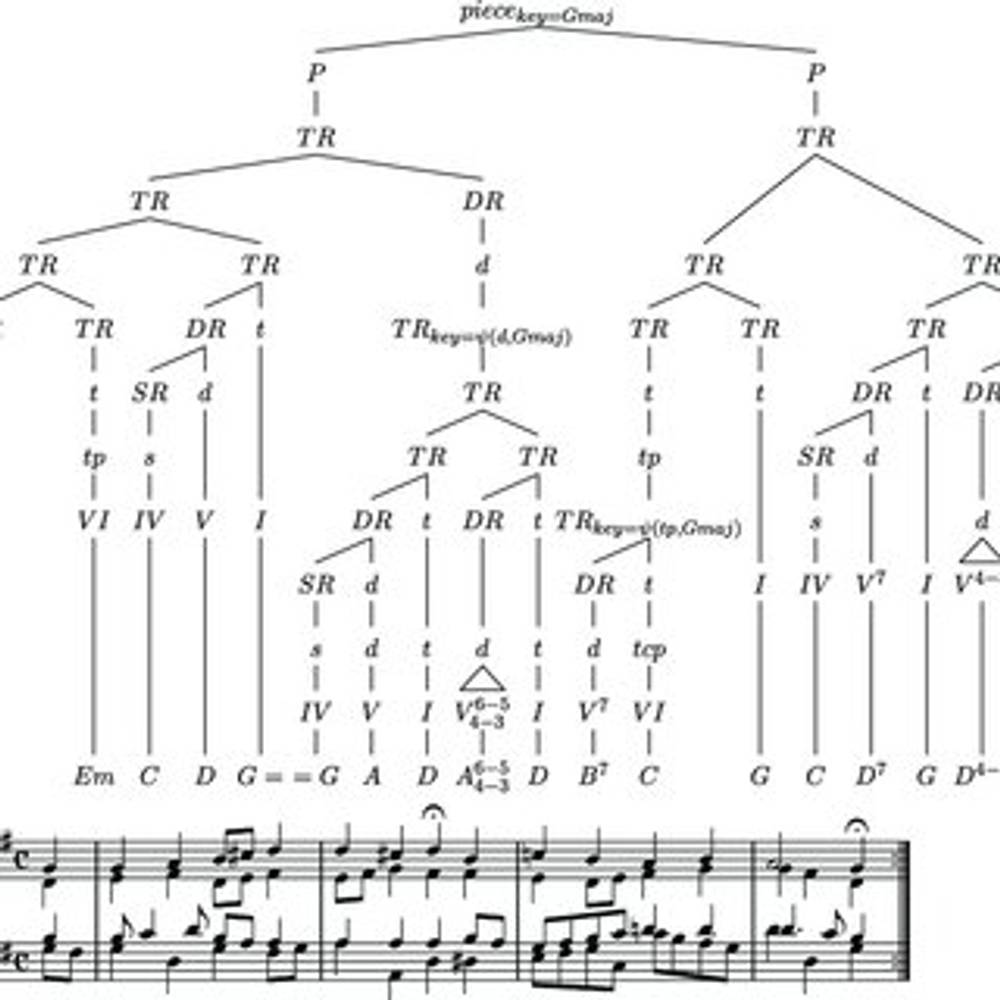 piece_{key=Gmaj}
P P
TR TR
TR DR
TR TR d TR TR
TR DR t TR_{key=ψ(d,Gmaj)} TR TR TR
t SR d TR t t DR t DR
tp s TR TR tp SR d
VI IV V I DR t DR t TR_{key=ψ(tp,Gmaj)} s d
SR d DR t I IV V^7 I V^{4-
s d t d t d tcp
IV V I V^{6-5}_{4-3} I V^7 VI
Em C D G = = G A D A^{6-5}_{4-3} D B^7 C G C D^7 G D^{4-